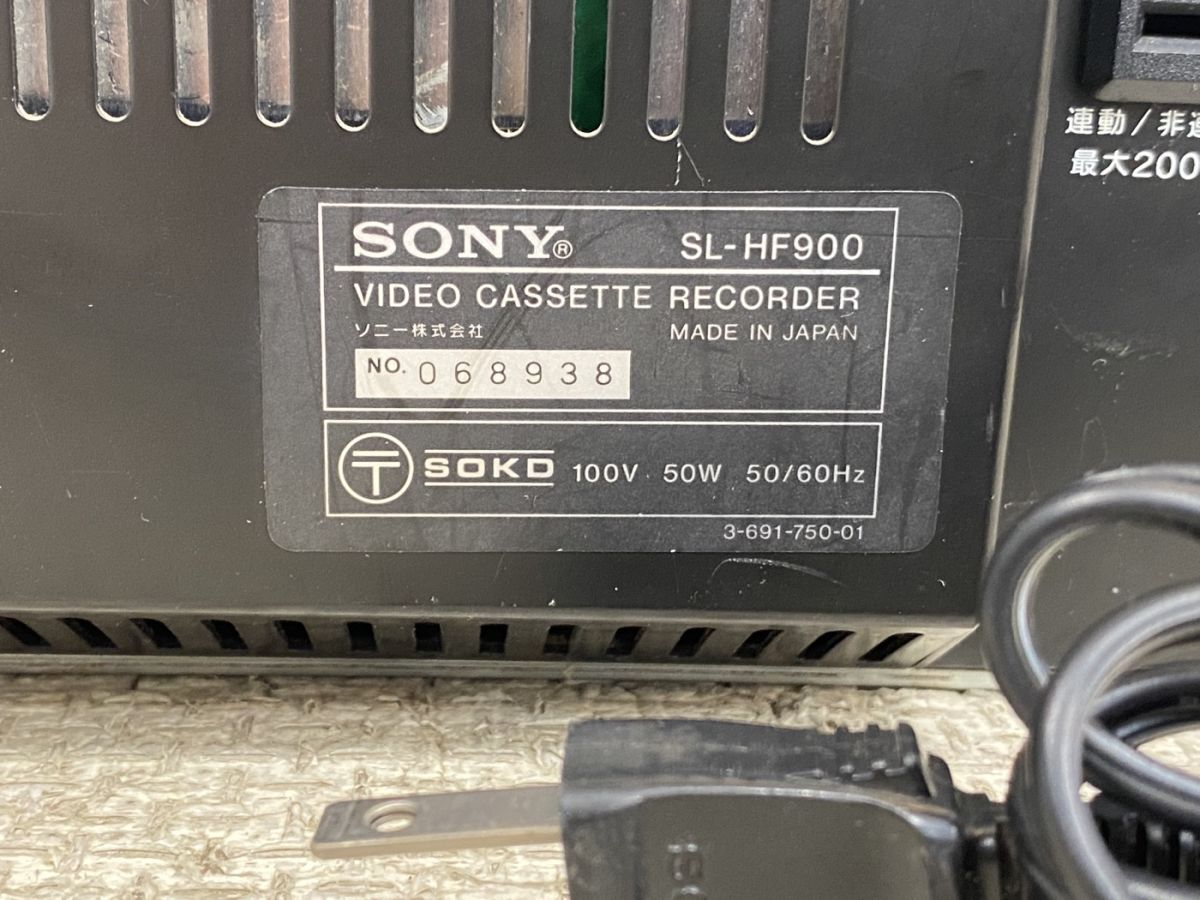 連動/非連
最大200
SONY® SL-HF900
VIDEO CASSETTE RECORDER
ソニー株式会社 MADE IN JAPAN
NO. 068938
〒 SOKD 100V 50W 50/60Hz
3-691-750-01